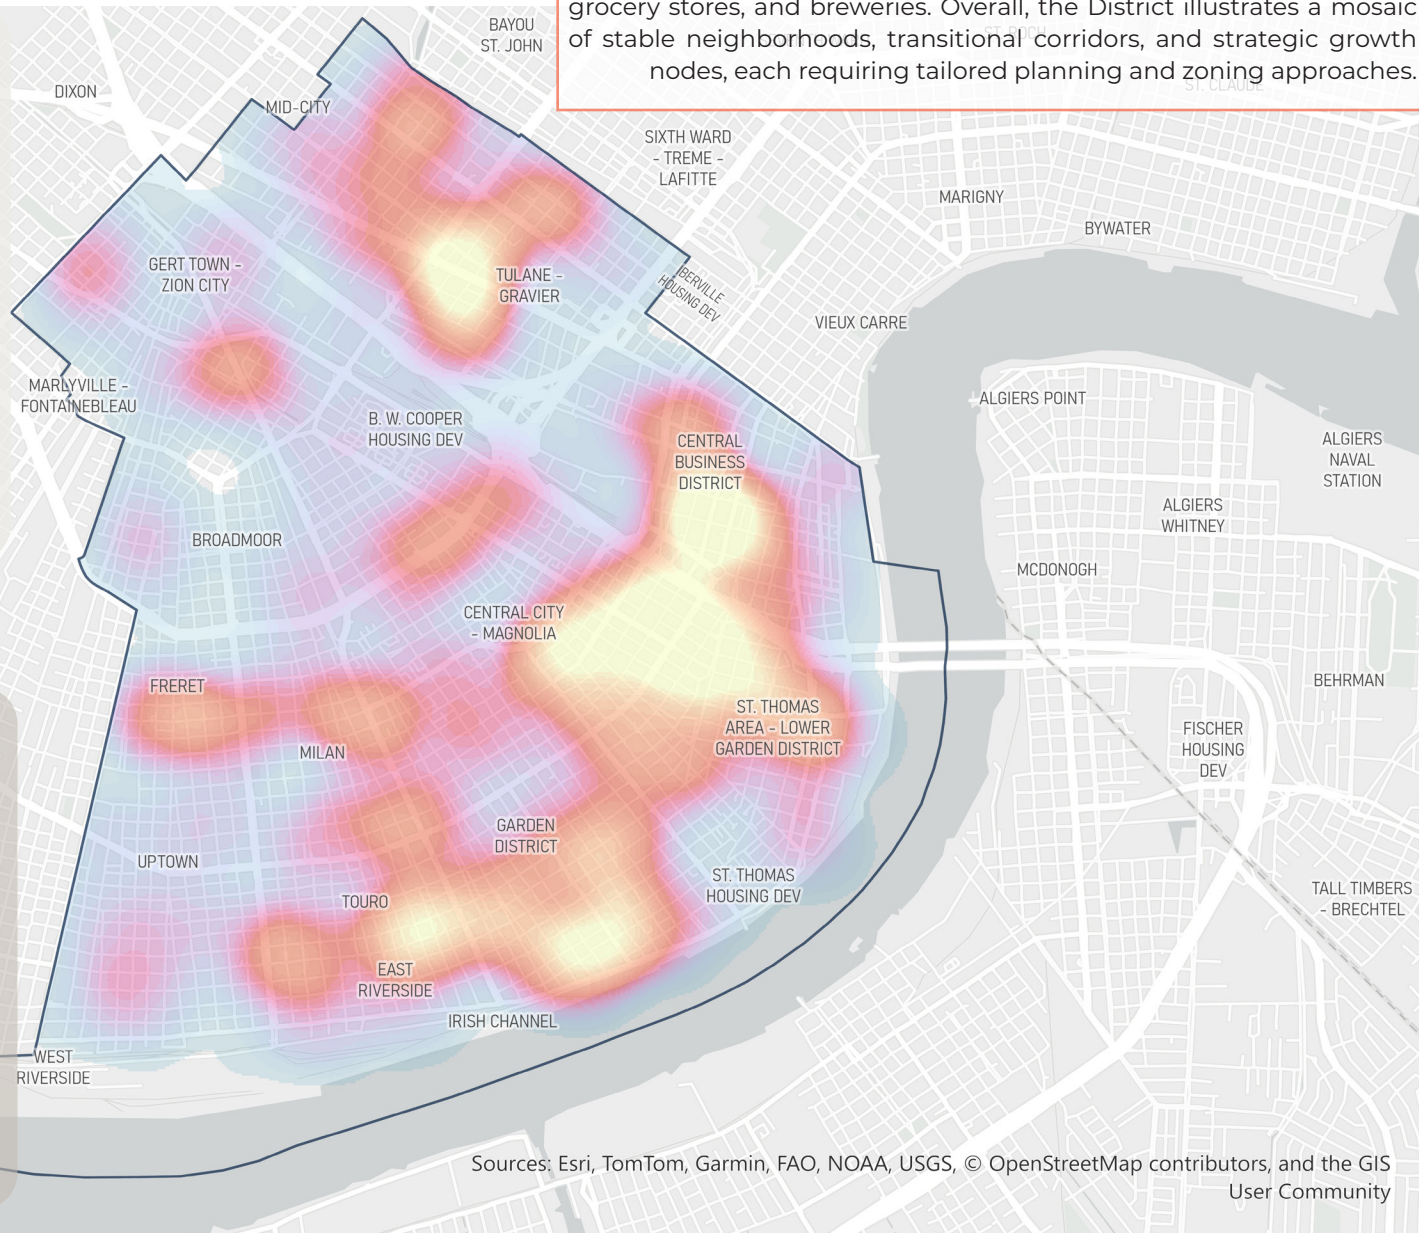 grocery stores, and breweries. Overall, the District illustrates a mosaic
of stable neighborhoods, transitional corridors, and strategic growth
nodes, each requiring tailored planning and zoning approaches.
BAYOU
ST. JOHN
ST. ROCH
ST. CLAUDE
DIXON
MID-CITY
SIXTH WARD
- TREME -
LAFITTE
MARIGNY
BYWATER
GERT TOWN -
ZION CITY
TULANE -
GRAVIER
BERVILLE
HOUSING DEV
VIEUX CARRE
MARLYVILLE -
FONTAINEBLEAU
B. W. COOPER
HOUSING DEV
CENTRAL
BUSINESS
DISTRICT
ALGIERS POINT
ALGIERS
NAVAL
STATION
ALGIERS
WHITNEY
BROADMOOR
MCDONOGH
CENTRAL CITY
- MAGNOLIA
FRERET
BEHRMAN
ST. THOMAS
AREA - LOWER
GARDEN DISTRICT
FISCHER
HOUSING
DEV
MILAN
GARDEN
DISTRICT
UPTOWN
ST. THOMAS
HOUSING DEV
TALL TIMBERS
- BRECHTEL
TOURO
EAST
RIVERSIDE
IRISH CHANNEL
WEST
RIVERSIDE
Sources: Esri, TomTom, Garmin, FAO, NOAA, USGS, © OpenStreetMap contributors, and the GIS
User Community